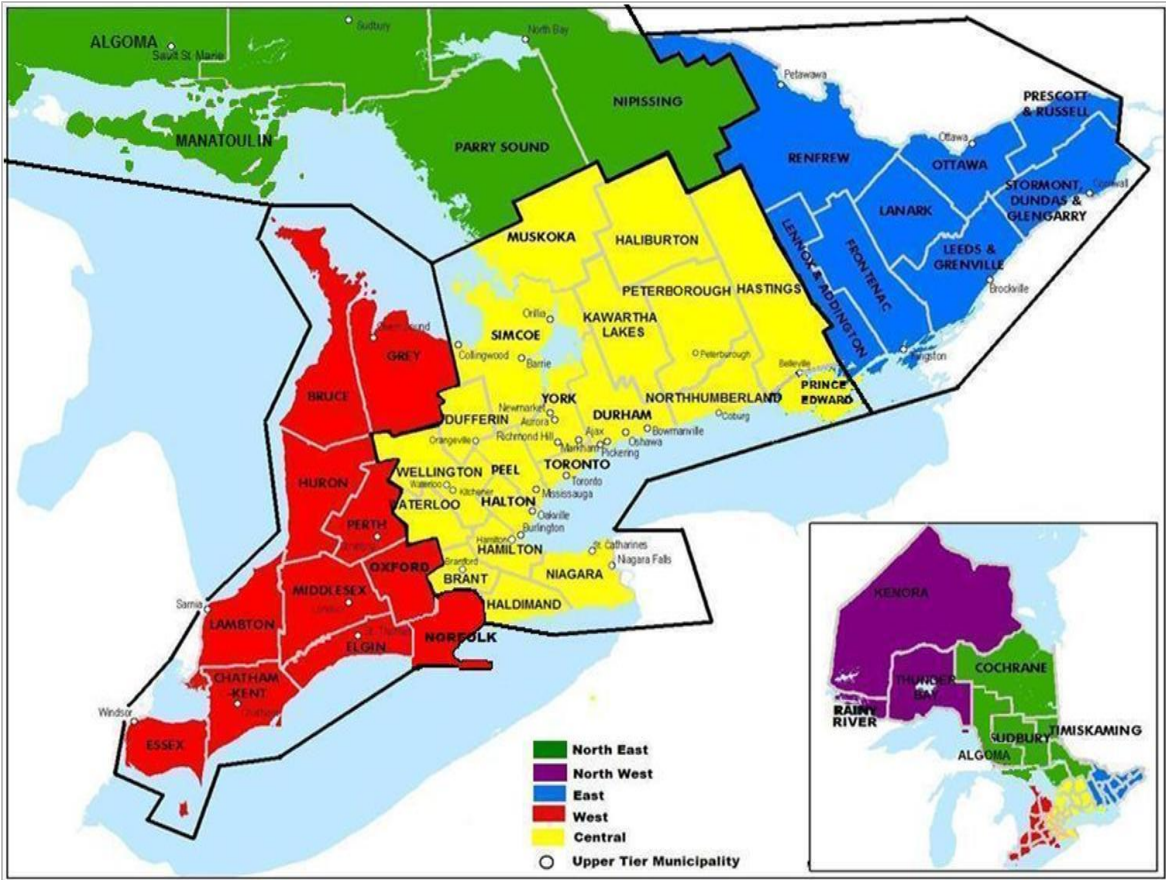 ALGOMA
Sault St. Marie
Sudbury
North Bay
NIPISSING
MANATOULIN
PARRY SOUND
Petawawa
RENFREW
Ottawa
OTTAWA
PRESCOTT
& RUSSELL
STORMONT,
DUNDAS &
GLENGARRY
Cornwall
LANARK
LEEDS &
GRENVILLE
Brockville
LENNOX & ADDINGTON
FRONTENAC
Kingston
MUSKOKA
HALIBURTON
PETERBOROUGH
HASTINGS
KAWARTHA
LAKES
Orillia
SIMCOE
Collingwood
Barrie
Peterborough
Belleville
PRINCE
EDWARD
Owen Sound
GREY
BRUCE
YORK
Newmarket
Aurora
DUFFERIN
DURHAM
NORTHHUMBERLAND
Coburg
Orangeville
Richmond Hill
Ajax
Markham
Pickering
Oshawa
Bowmanville
WELLINGTON
PEEL
TORONTO
Toronto
Waterloo
Kitchener
Mississauga
WATERLOO
HALTON
Oakville
Burlington
Hamilton
HAMILTON
HURON
PERTH
OXFORD
Brantford
BRANT
St. Catharines
Niagara Falls
NIAGARA
HALDIMAND
MIDDLESEX
Sarnia
LAMBTON
St. Thomas
ELGIN
NORFOLK
CHATHAM
-KENT
Windsor
ESSEX
North East
North West
East
West
Central
Upper Tier Municipality
KENORA
THUNDER
BAY
RAINY
RIVER
COCHRANE
SUDBURY
TIMISKAMING
ALGOMA